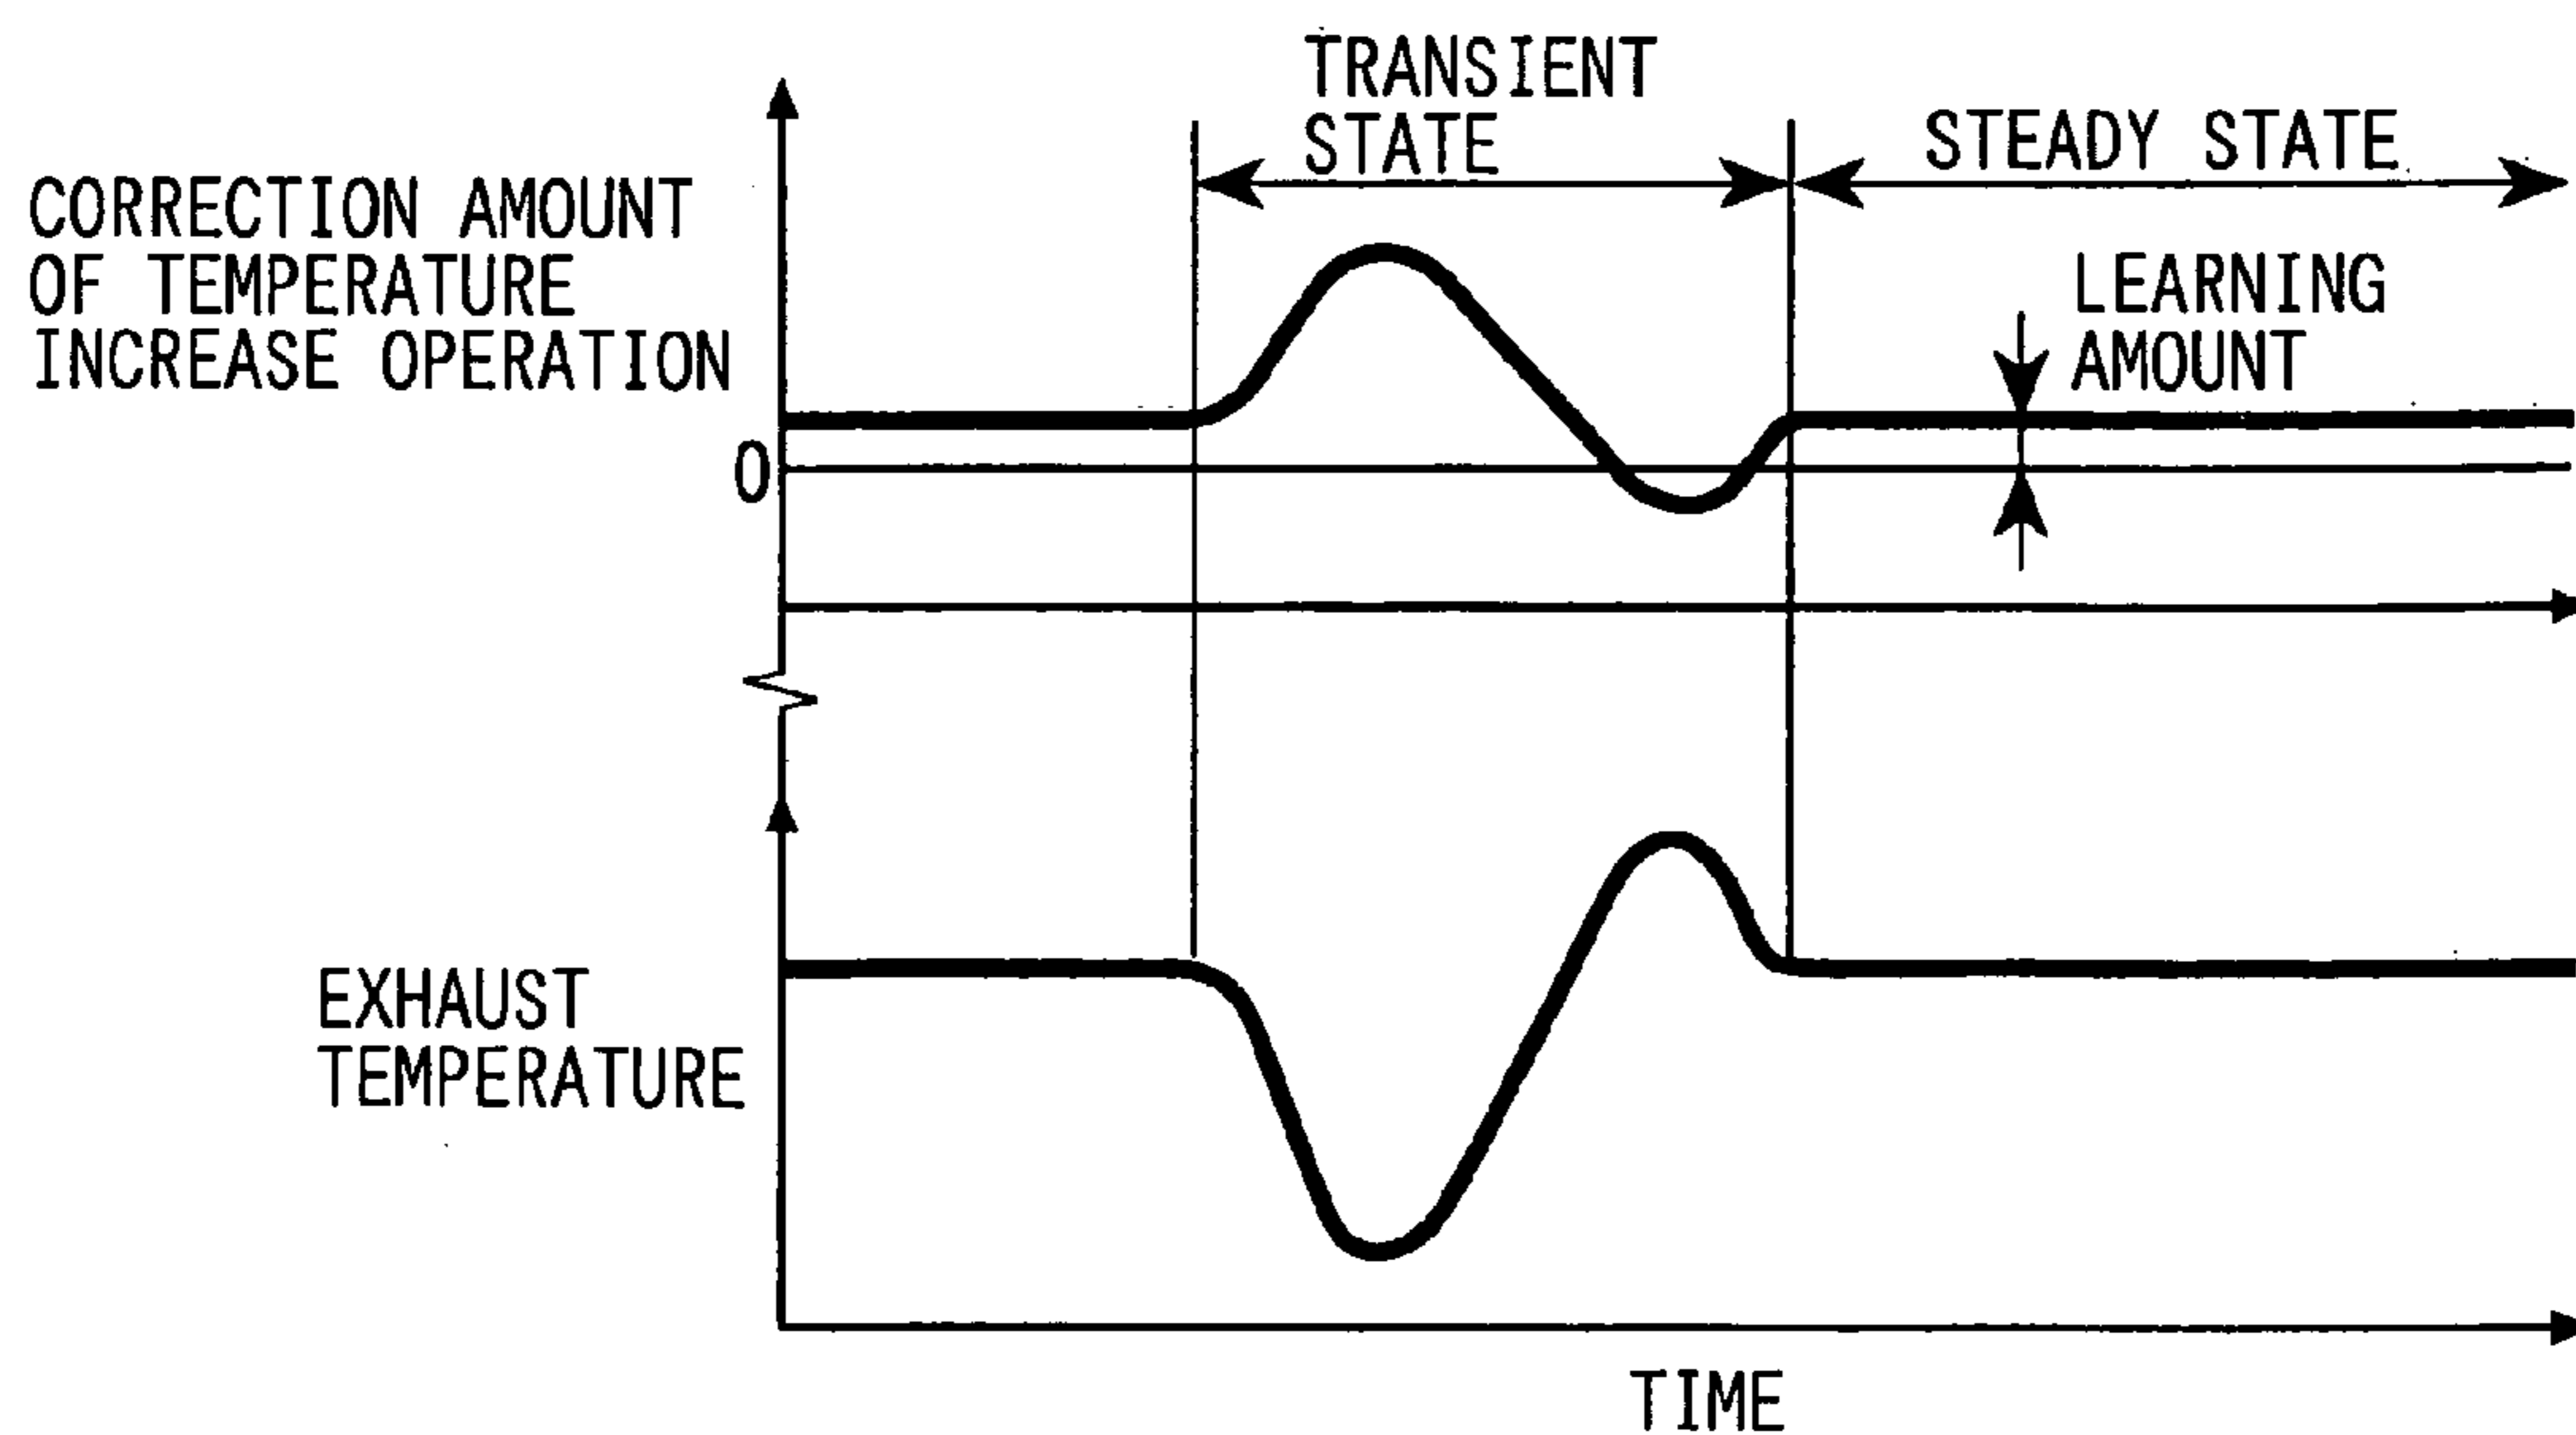 TRANSIENT
STATE
STEADY STATE
CORRECTION AMOUNT
OF TEMPERATURE
INCREASE OPERATION
LEARNING
AMOUNT
0
EXHAUST
TEMPERATURE
TIME